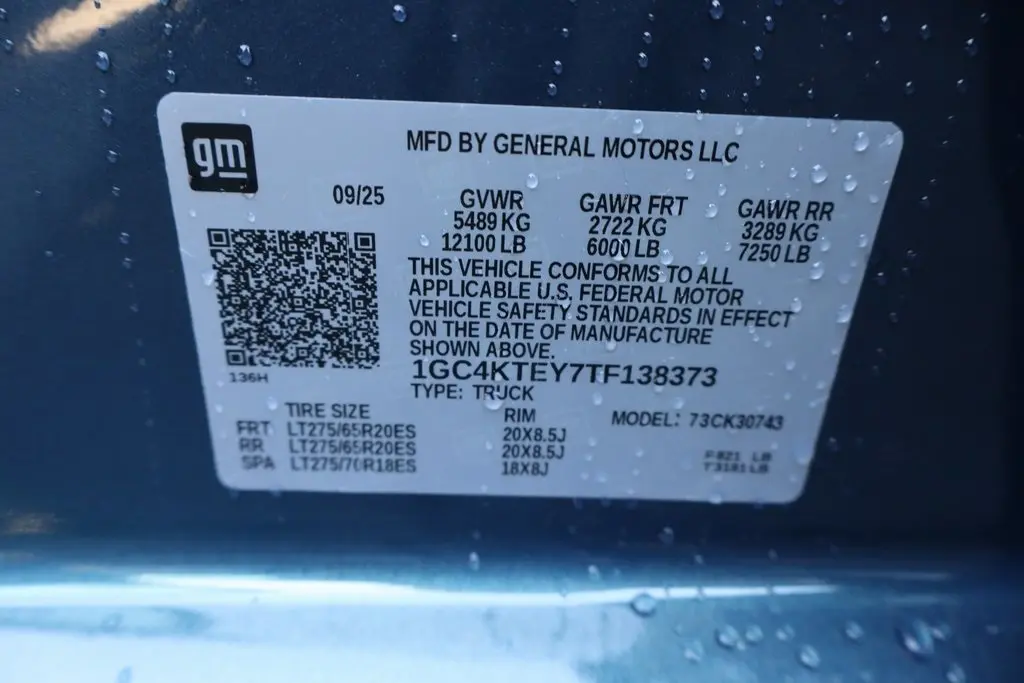 gm
MFD BY GENERAL MOTORS LLC
09/25
GVWR GAWR FRT GAWR RR
5489 KG 2722 KG 3289 KG
12100 LB 6000 LB 7250 LB
THIS VEHICLE CONFORMS TO ALL
APPLICABLE U.S. FEDERAL MOTOR
VEHICLE SAFETY STANDARDS IN EFFECT
ON THE DATE OF MANUFACTURE
SHOWN ABOVE.
1GC4KTEY7TF138373
136H
TYPE: TRUCK
TIRE SIZE RIM MODEL: 73CK30743
FRT LT275/65R20ES 20X8.5J
RR LT275/65R20ES 20X8.5J
SPA LT275/70R18ES 18X8J
F821 LB
T3181LB